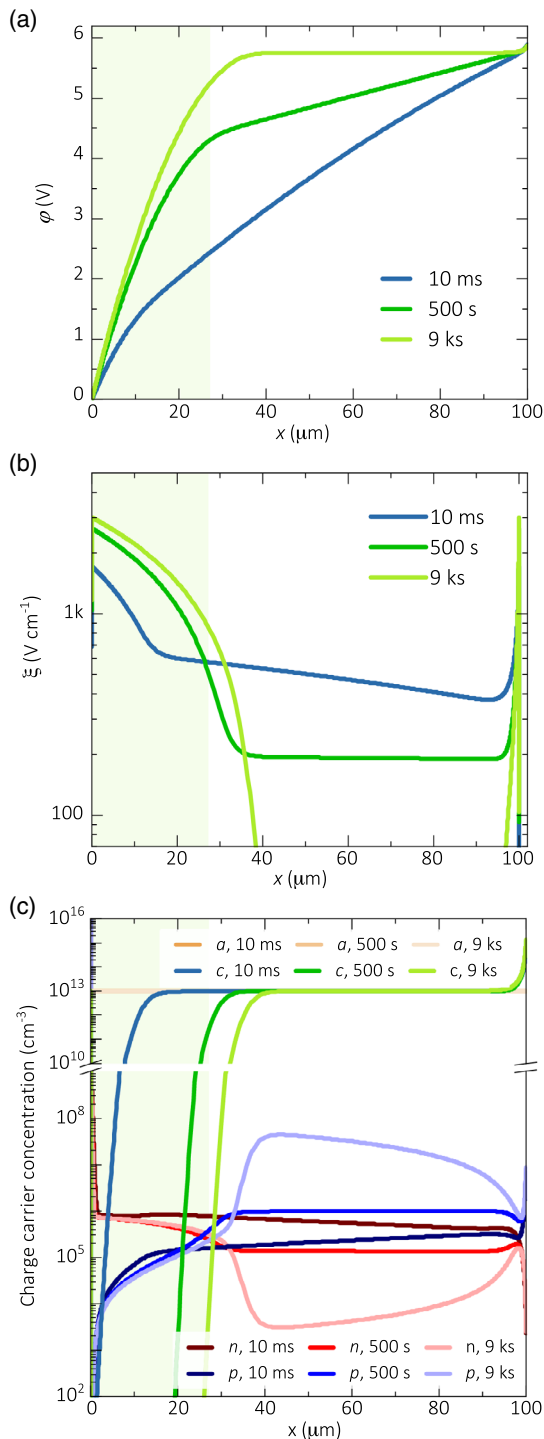 (a)
6
5
4
3
2
1
0
φ (V)
10 ms
500 s
9 ks
0 20 40 60 80 100
x (μm)
(b)
1k
100
ξ (V cm⁻¹)
10 ms
500 s
9 ks
0 20 40 60 80 100
x (μm)
(c)
10¹⁶
10¹³
10¹⁰
10⁸
10⁵
10²
Charge carrier concentration (cm⁻³)
a, 10 ms a, 500 s a, 9 ks
c, 10 ms c, 500 s c, 9 ks
n, 10 ms n, 500 s n, 9 ks
p, 10 ms p, 500 s p, 9 ks
0 20 40 60 80 100
x (μm)